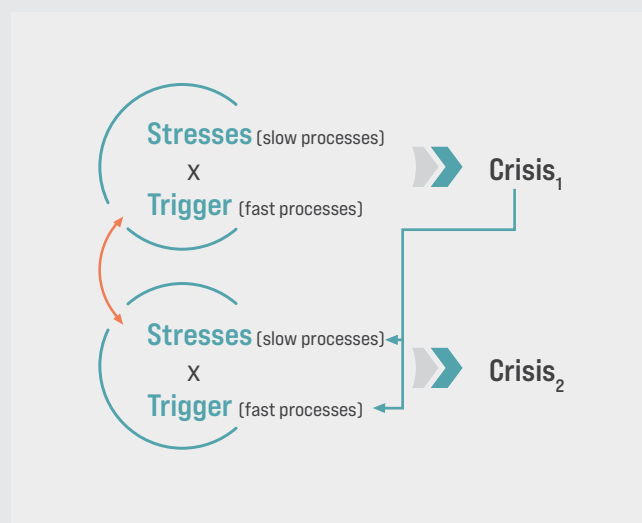 Stresses (slow processes)
X
Trigger (fast processes)
Crisis₁
Stresses (slow processes)
X
Trigger (fast processes)
Crisis₂